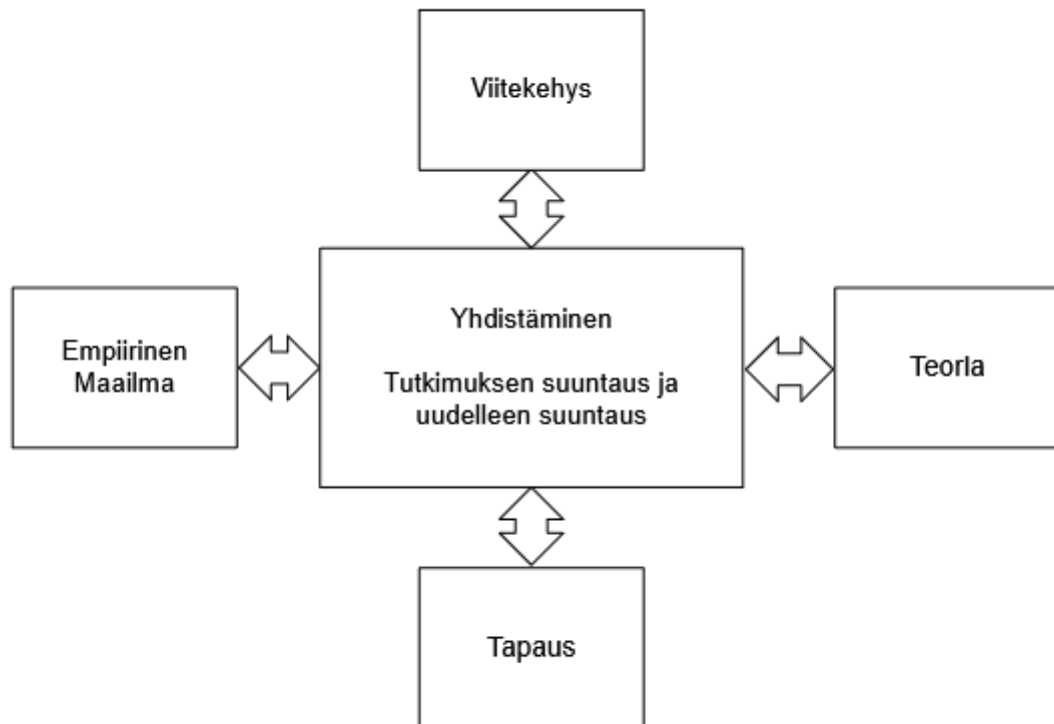 Viitekehys
Yhdistäminen
Tutkimuksen suuntaus ja
uudelleen suuntaus
Empiirinen
Maailma
Teorla
Tapaus